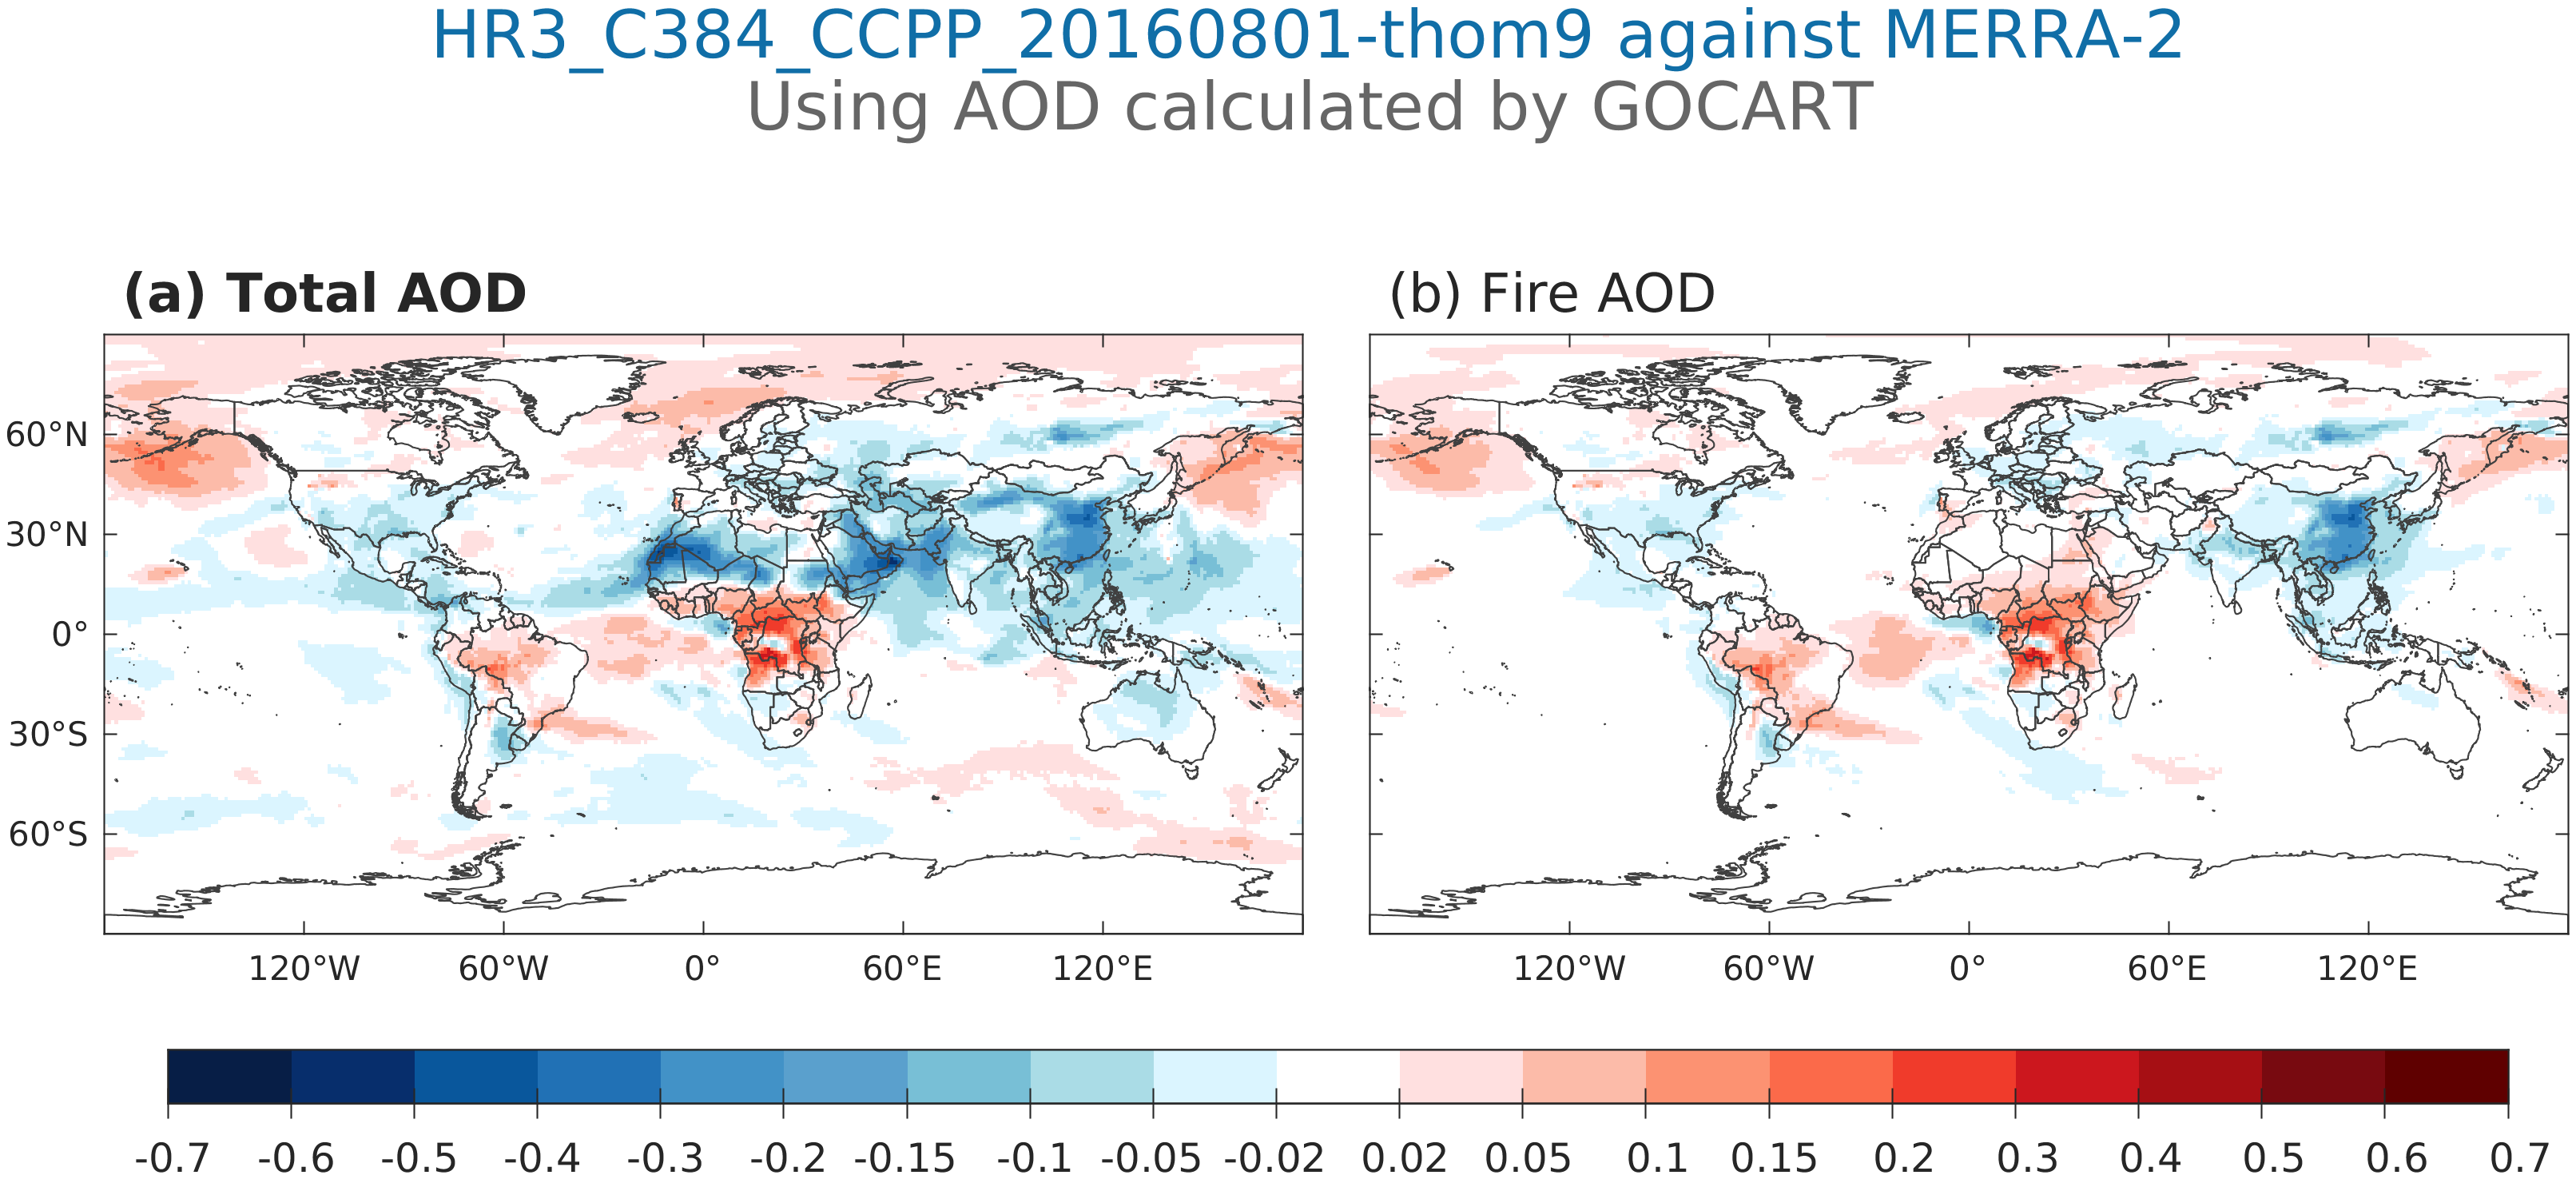 HR3_C384_CCPP_20160801-thom9 against MERRA-2
Using AOD calculated by GOCART
(a) Total AOD
(b) Fire AOD
60°N
30°N
0°
30°S
60°S
120°W 60°W 0° 60°E 120°E
120°W 60°W 0° 60°E 120°E
-0.7 -0.6 -0.5 -0.4 -0.3 -0.2 -0.15 -0.1 -0.05 -0.02 0.02 0.05 0.1 0.15 0.2 0.3 0.4 0.5 0.6 0.7